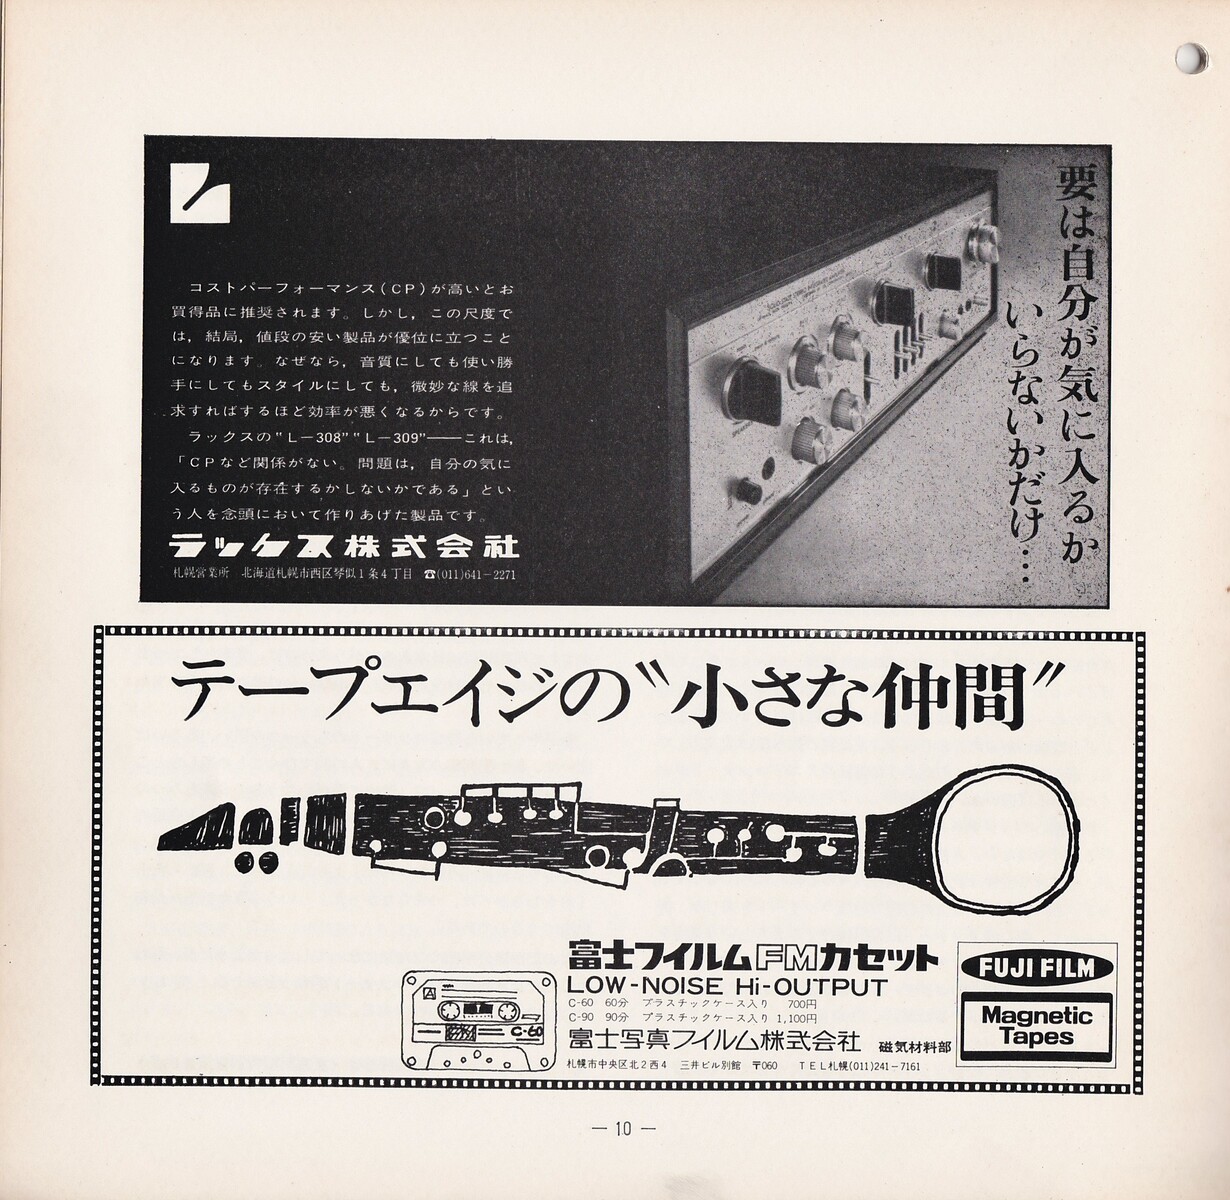 要は自分が気に入るか
いらないかだけ…
コストパーフォーマンス(CP)が高いとお
買得品に推奨されます。しかし，この尺度で
は，結局，値段の安い製品が優位に立つこと
になります。なぜなら，音質にしても使い勝
手にしてもスタイルにしても，微妙な線を追
求すればするほど効率が悪くなるからです。
ラックスの"L－308"“L－309”――これは，
「CPなど関係がない。問題は，自分の気に
入るものが存在するかしないかである」とい
う人を念頭において作りあげた製品です。
ラックス株式会社
札幌営業所 北海道札幌市西区琴似1条4丁目 ☎(011)641－2271
テープエイジの〝小さな仲間〞
富士フイルムFMカセット
LOW-NOISE Hi-OUTPUT
C-60 60分 プラスチックケース入り 700円
C-90 90分 プラスチックケース入り 1,100円
富士写真フイルム株式会社 磁気材料部
札幌市中央区北2西4 三井ビル別館 〒060 TEL札幌(011)241－7161
A
C-60
FUJI FILM
Magnetic
Tapes
— 10 —